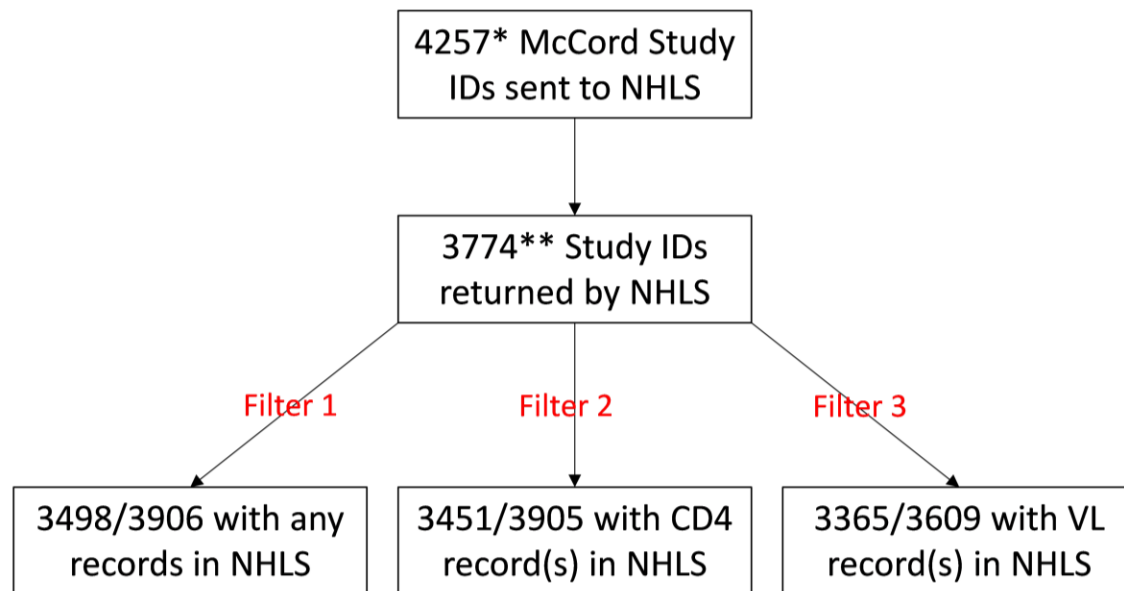 4257* McCord Study
IDs sent to NHLS
3774** Study IDs
returned by NHLS
Filter 1
Filter 2
Filter 3
3498/3906 with any
records in NHLS
3451/3905 with CD4
record(s) in NHLS
3365/3609 with VL
record(s) in NHLS